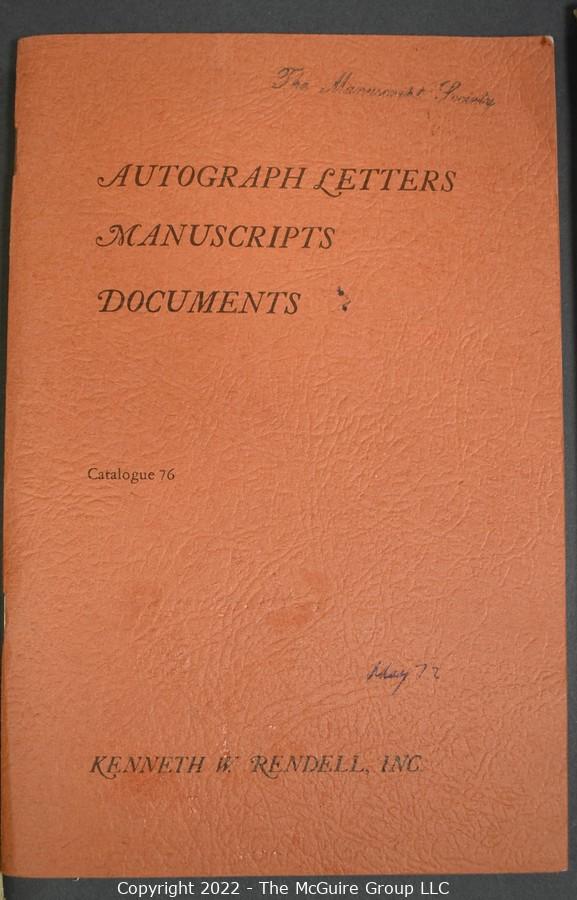 The Manuscript Society
AUTOGRAPH LETTERS
MANUSCRIPTS
DOCUMENTS
Catalogue 76
May 72
KENNETH W. RENDELL, INC.
Copyright 2022 - The McGuire Group LLC